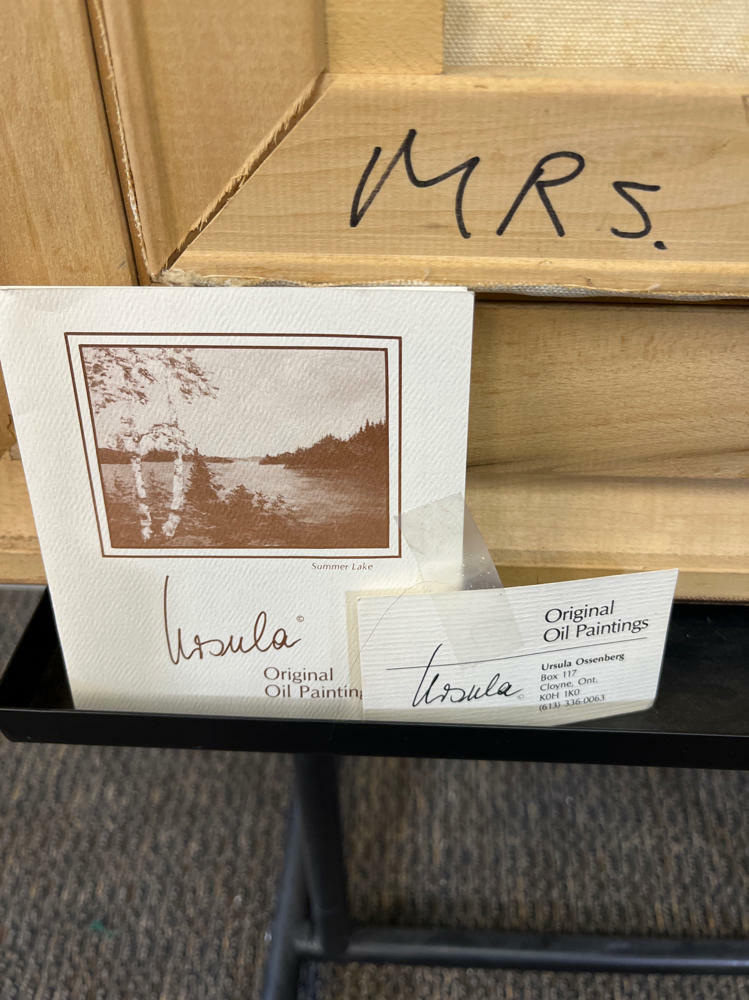 MRS.
Summer Lake
Ursula ©
Original
Oil Painting
Original
Oil Paintings
Ursula ©
Ursula Ossenberg
Box 117
Cloyne, Ont.
K0H 1K0
(613) 336-0063